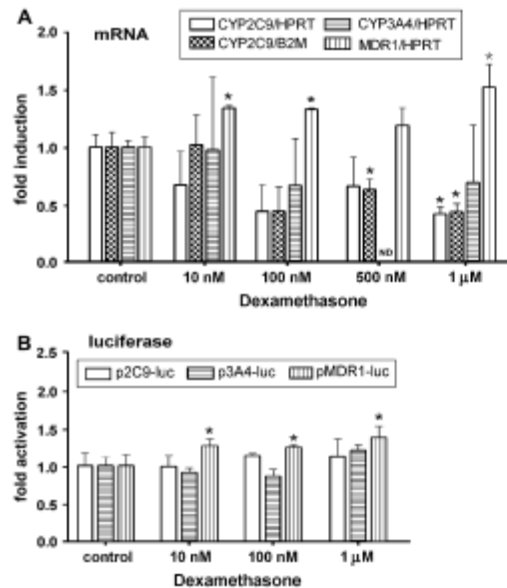 A
mRNA
CYP2C9/HPRT
CYP3A4/HPRT
CYP2C9/B2M
MDR1/HPRT
fold induction
2.0
1.5
1.0
0.5
0.0
*
*
*
*
*
*
ND
control
10 nM
100 nM
500 nM
1 µM
Dexamethasone
B
luciferase
p2C9-luc
p3A4-luc
pMDR1-luc
fold activation
2.5
2.0
1.5
1.0
1.5
0.0
*
*
*
control
10 nM
100 nM
1 µM
Dexamethasone